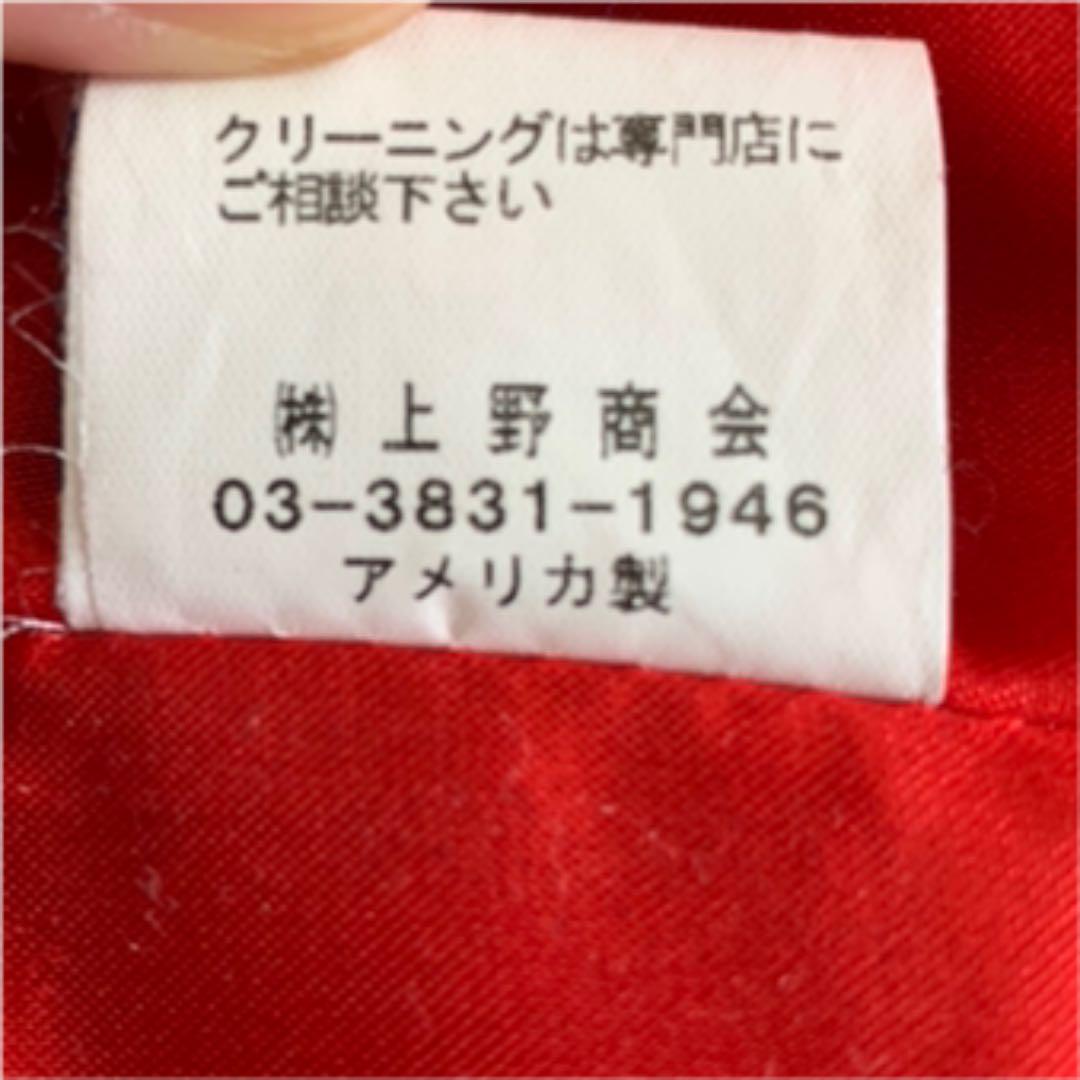 クリーニングは専門店に
ご相談下さい
㈱上野商会
03-3831-1946
アメリカ製